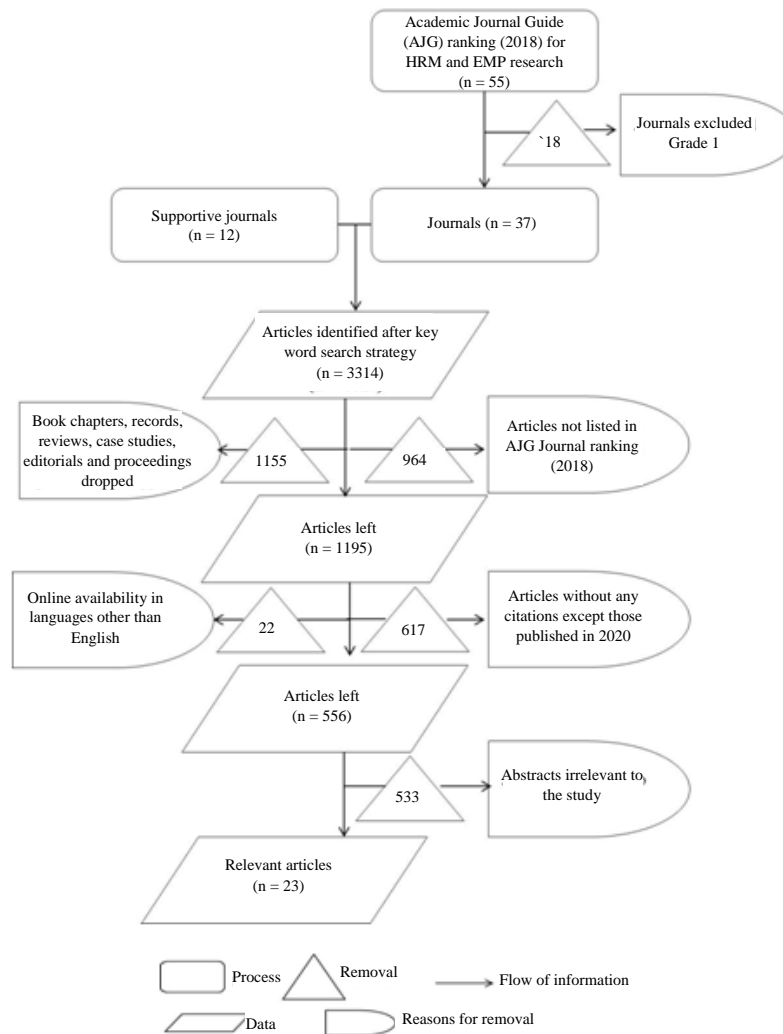 Academic Journal Guide
(AJG) ranking (2018) for
HRM and EMP research
(n = 55)
`18
Journals excluded
Grade 1
Supportive journals
(n = 12)
Journals (n = 37)
Articles identified after key
word search strategy
(n = 3314)
Book chapters, records,
reviews, case studies,
editorials and proceedings
dropped
1155
964
Articles not listed in
AJG Journal ranking
(2018)
Articles left
(n = 1195)
Online availability in
languages other than
English
22
617
Articles without any
citations except those
published in 2020
Articles left
(n = 556)
533
Abstracts irrelevant to
the study
Relevant articles
(n = 23)
Process
Removal
Flow of information
Data
Reasons for removal